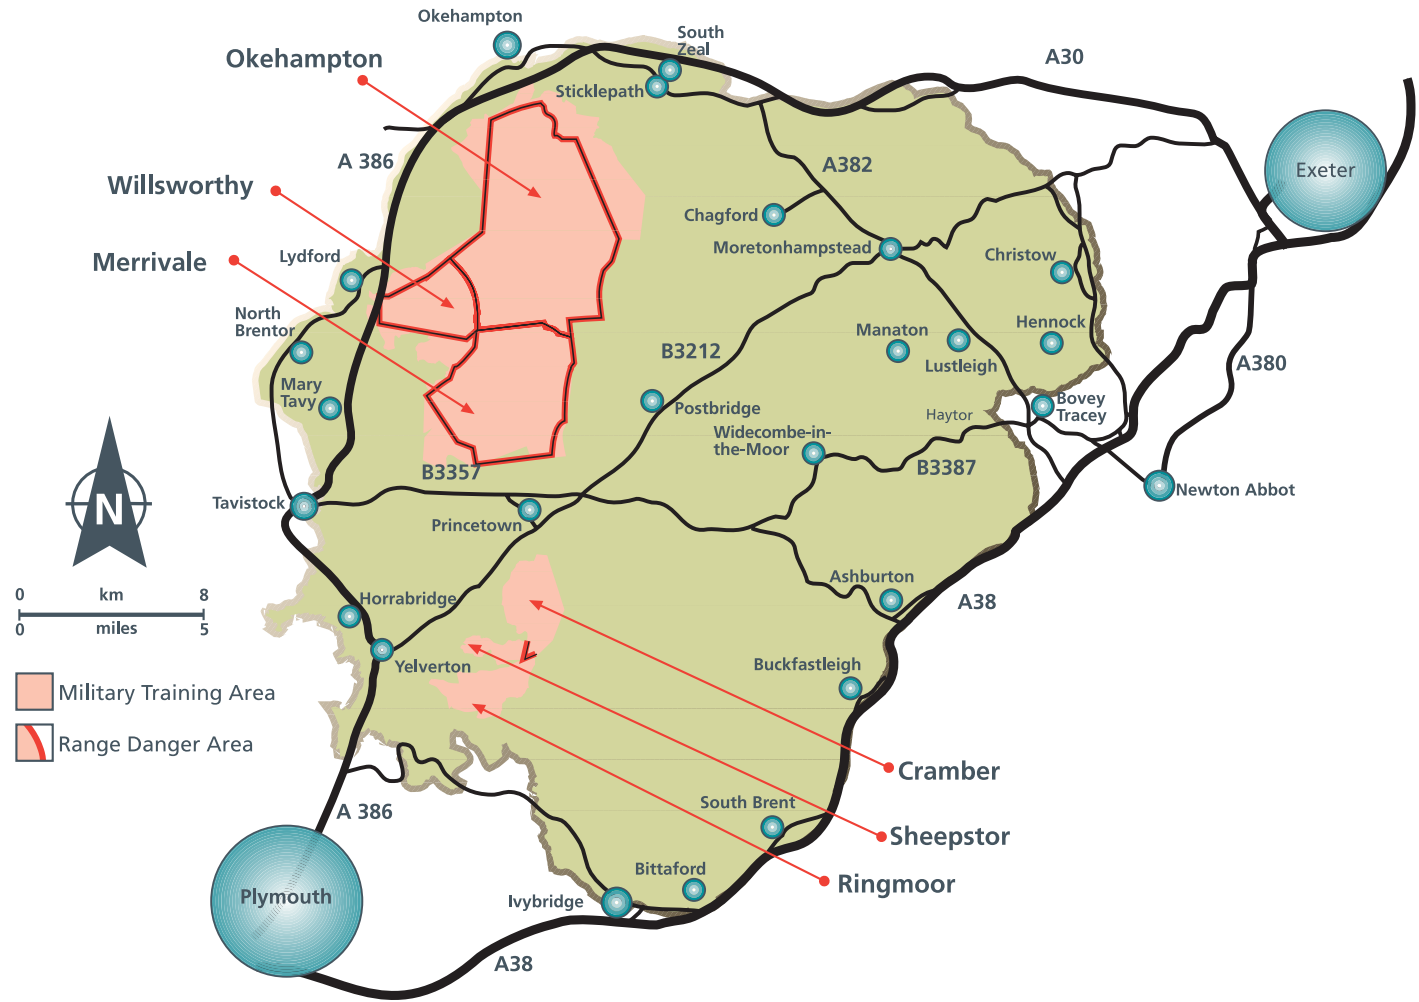 Okehampton
South
Zeal
Okehampton
A30
Sticklepath
Exeter
A 386
A382
Willsworthy
Chagford
Moretonhampstead
Lydford
Christow
Merrivale
North
Brentor
Manaton
Hennock
B3212
Lustleigh
A380
Mary
Tavy
Postbridge
Haytor
Bovey
Tracey
Widecombe-in-
the-Moor
B3357
B3387
Newton Abbot
Tavistock
N
Princetown
0 km 8
0 miles 5
Ashburton
Horrabridge
A38
Yelverton
Buckfastleigh
Military Training Area
Range Danger Area
Cramber
South Brent
A 386
Sheepstor
Bittaford
Ringmoor
Plymouth
Ivybridge
A38